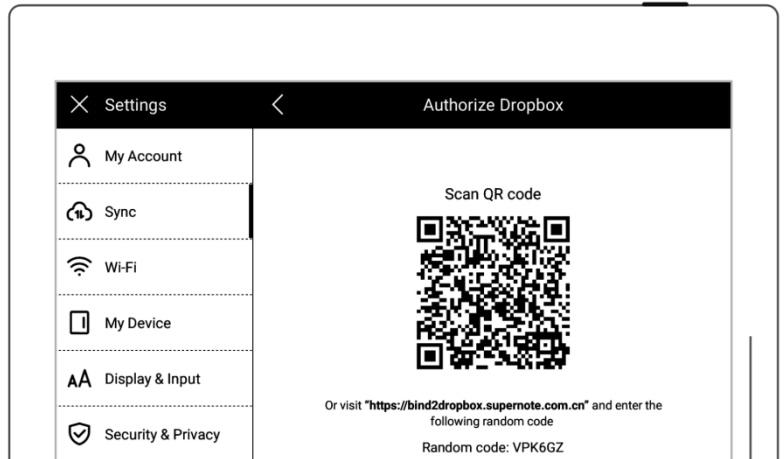 Settings
Authorize Dropbox
My Account
Sync
Wi-Fi
My Device
AA Display & Input
Security & Privacy
Scan QR code
Or visit "https://bind2dropbox.supernote.com.cn" and enter the
following random code
Random code: VPK6GZ